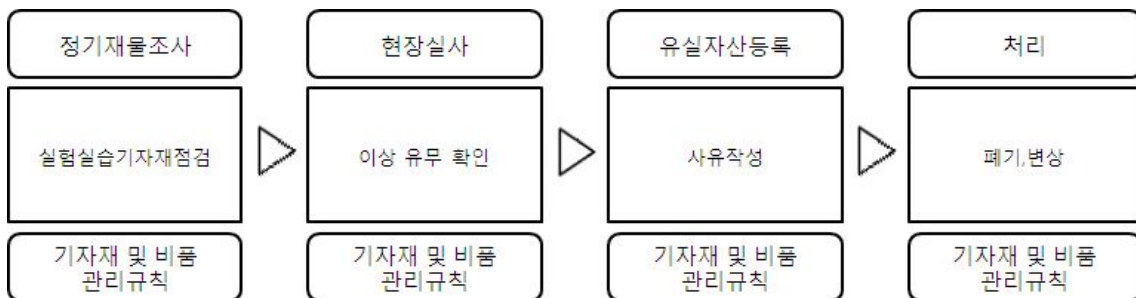 정기재물조사
현장실사
유실자산등록
처리
실험실습기자재점검
이상 유무 확인
사유작성
폐기,변상
기자재 및 비품
관리규칙
기자재 및 비품
관리규칙
기자재 및 비품
관리규칙
기자재 및 비품
관리규칙